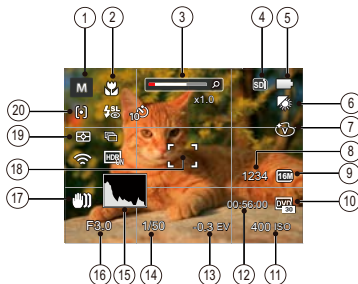 1 2 3 4 5
M SD
x1.0
20 10 6
19 7
HDR ON
18 8
1234 16M 9
17 00:56:00 DVD 30 10
F3.0 1/50 -0.3 EV 400 ISO
16 15 14 13 12 11